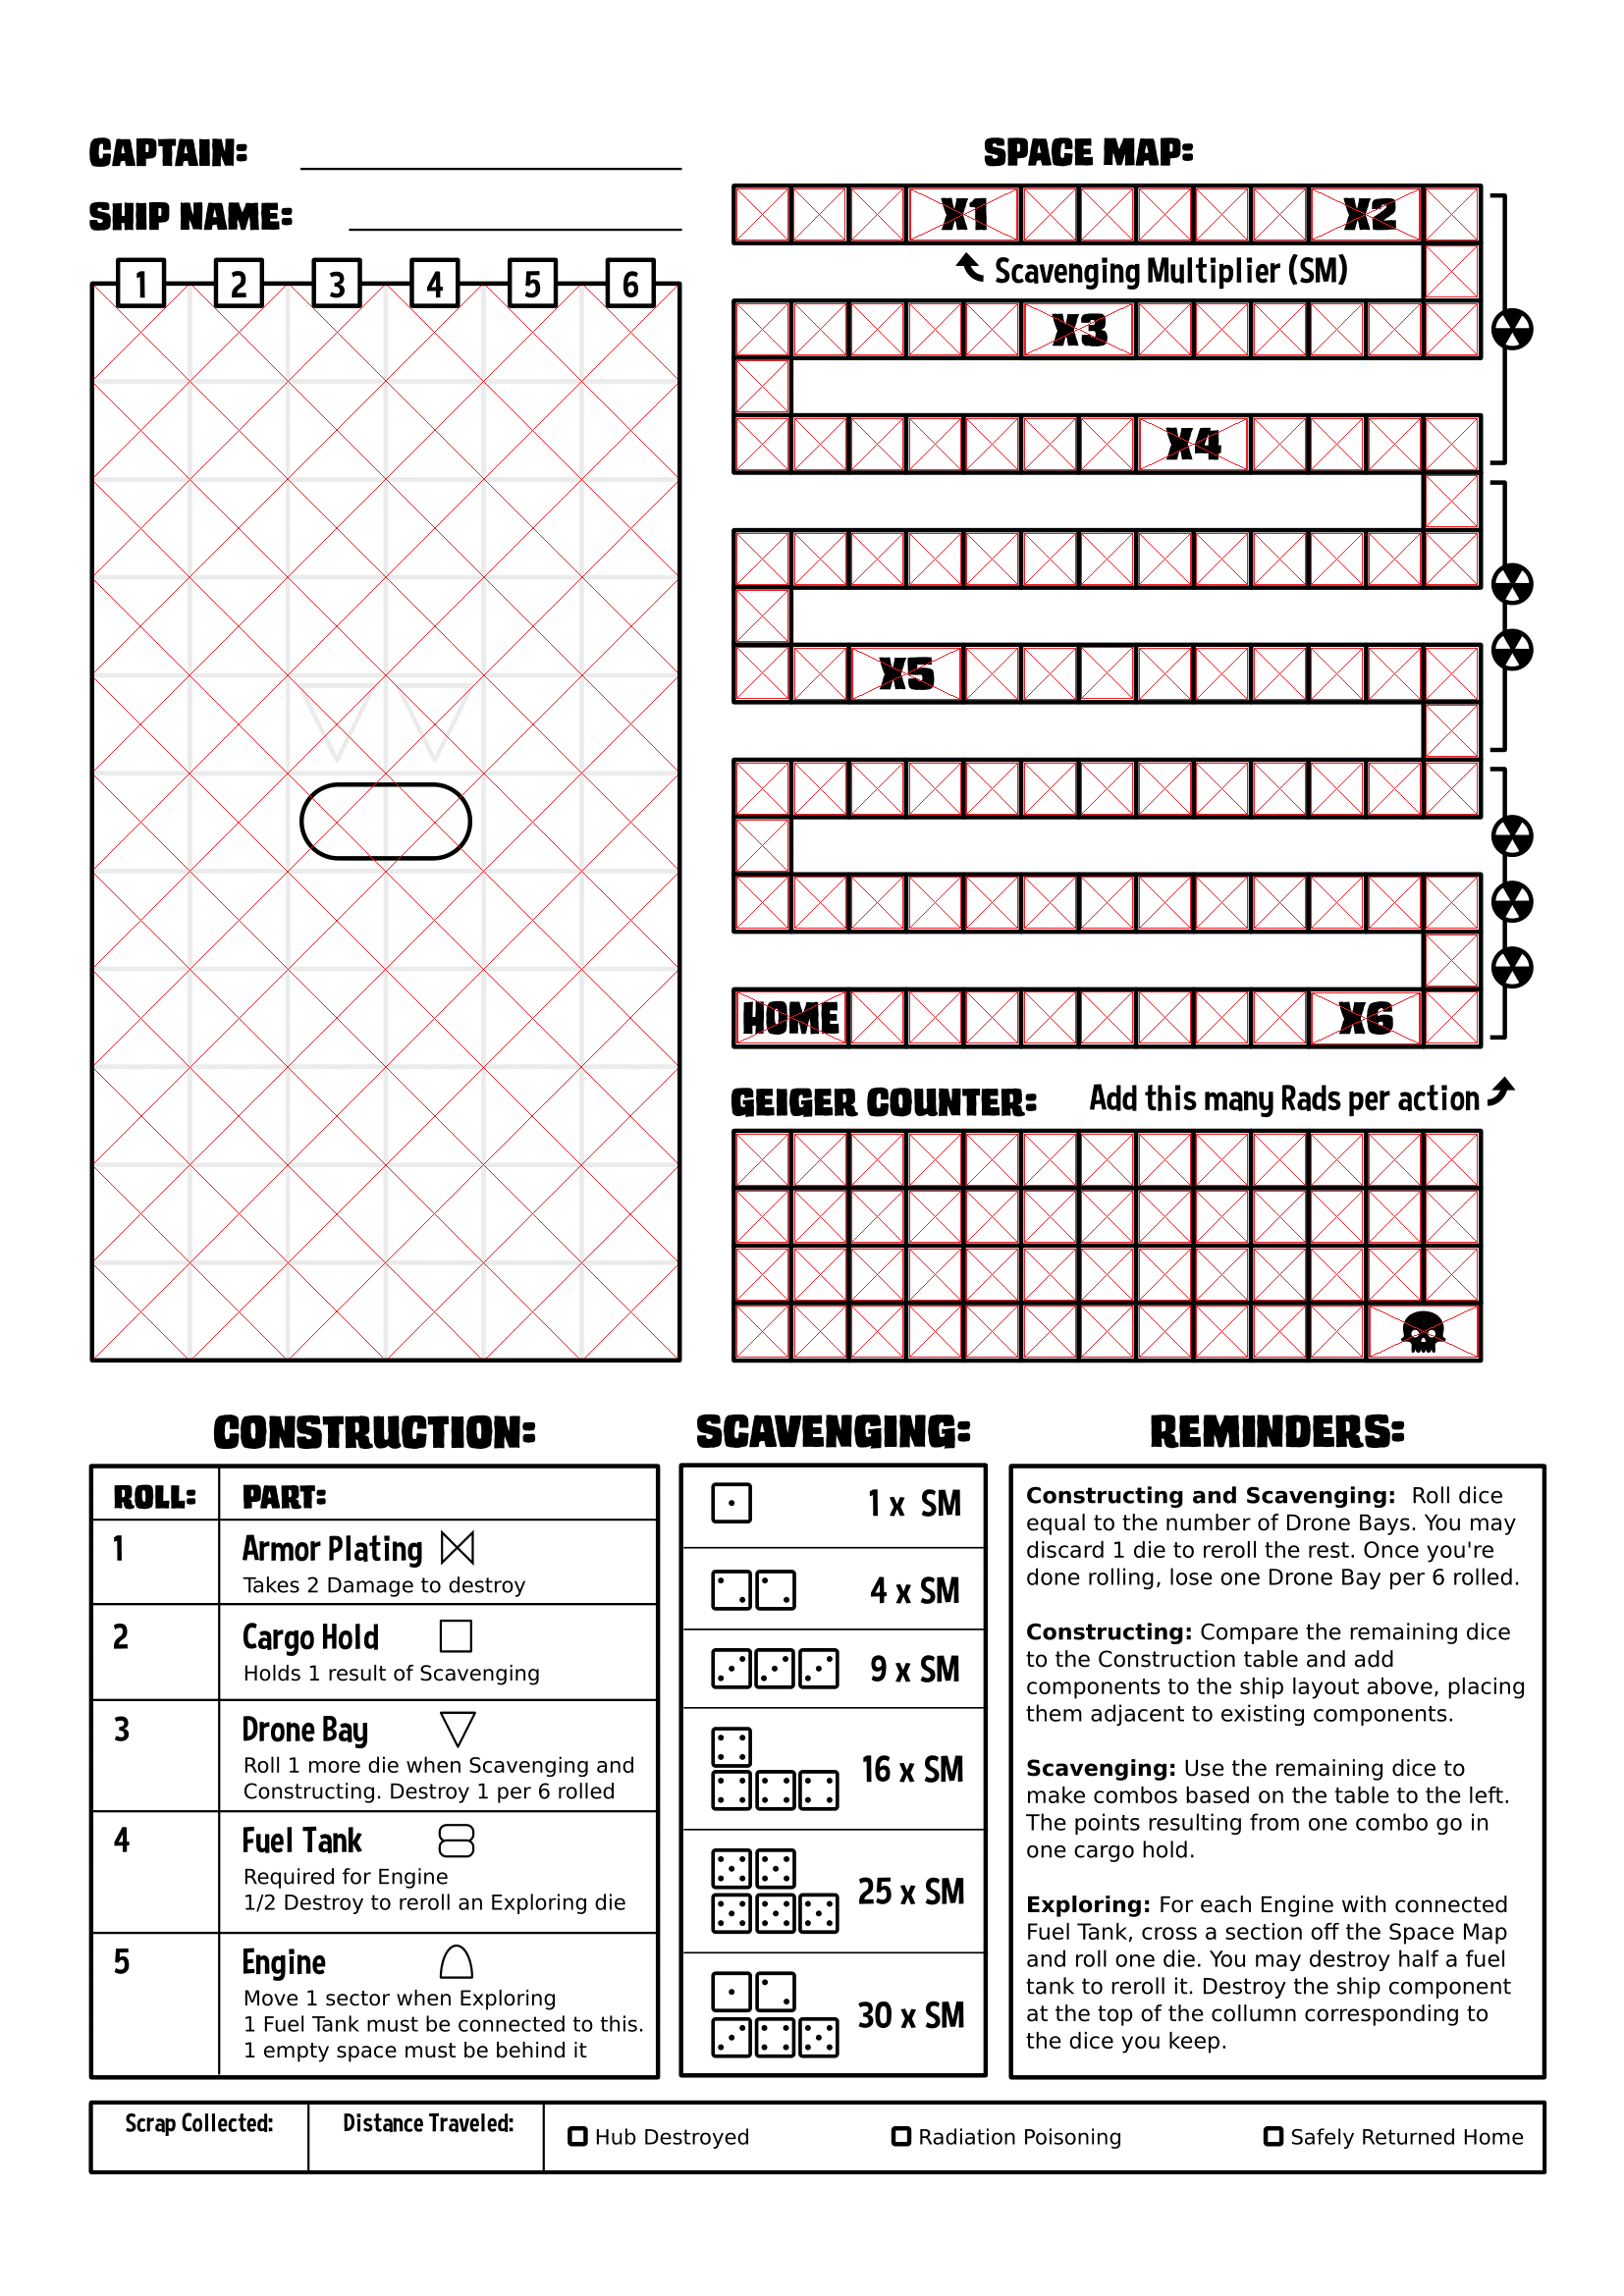 CAPTAIN:
SHIP NAME:
1 2 3 4 5 6
SPACE MAP:
X1 X2
Scavenging Multiplier (SM)
X3
X4
X5
HOME X6
GEIGER COUNTER: Add this many Rads per action
CONSTRUCTION:
ROLL: PART:
1 Armor Plating
Takes 2 Damage to destroy
2 Cargo Hold
Holds 1 result of Scavenging
3 Drone Bay
Roll 1 more die when Scavenging and
Constructing. Destroy 1 per 6 rolled
4 Fuel Tank
Required for Engine
1/2 Destroy to reroll an Exploring die
5 Engine
Move 1 sector when Exploring
1 Fuel Tank must be connected to this.
1 empty space must be behind it
SCAVENGING:
1 x SM
4 x SM
9 x SM
16 x SM
25 x SM
30 x SM
REMINDERS:
Constructing and Scavenging: Roll dice
equal to the number of Drone Bays. You may
discard 1 die to reroll the rest. Once you're
done rolling, lose one Drone Bay per 6 rolled.
Constructing: Compare the remaining dice
to the Construction table and add
components to the ship layout above, placing
them adjacent to existing components.
Scavenging: Use the remaining dice to
make combos based on the table to the left.
The points resulting from one combo go in
one cargo hold.
Exploring: For each Engine with connected
Fuel Tank, cross a section off the Space Map
and roll one die. You may destroy half a fuel
tank to reroll it. Destroy the ship component
at the top of the collumn corresponding to
the dice you keep.
Scrap Collected: Distance Traveled: Hub Destroyed Radiation Poisoning Safely Returned Home